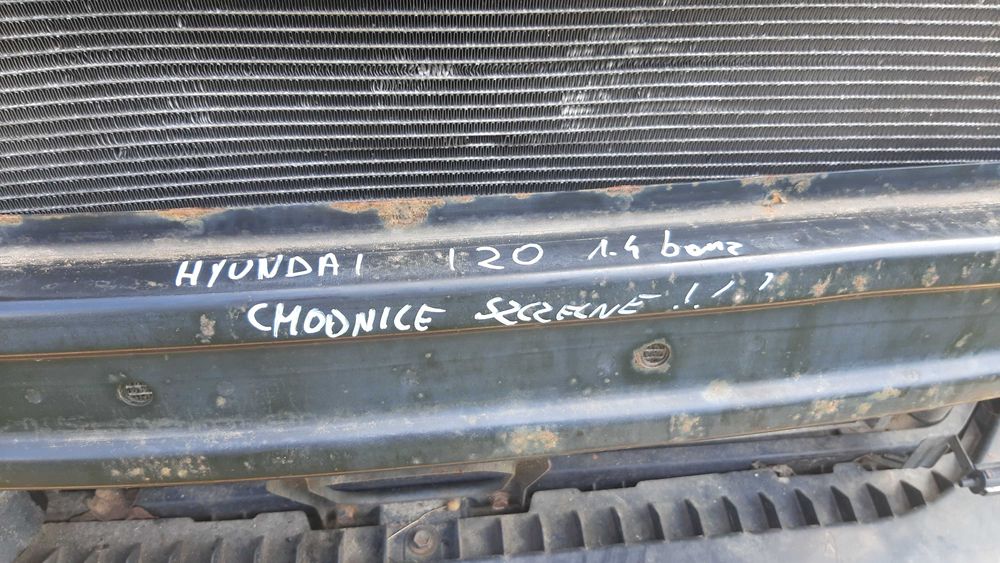 HYUNDAI I20 1.4 benz
CHODNICE SZCZELNE !!!